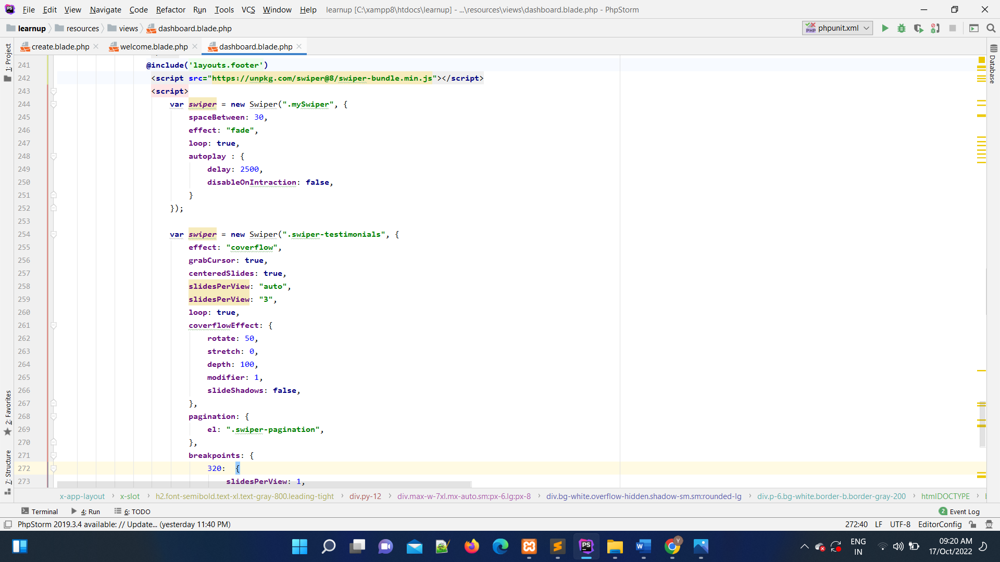 File Edit View Navigate Code Refactor Run Tools VCS Window Help learnup [C:\xampp8\htdocs\learnup] - ...\resources\views\dashboard.blade.php - PhpStorm
learnup resources views dashboard.blade.php phpunit.xml
create.blade.php welcome.blade.php dashboard.blade.php
1: Project
2: Favorites
7: Structure
Database
241 @include('layouts.footer')
242 <script src="https://unpkg.com/swiper@8/swiper-bundle.min.js"></script>
243 <script>
244 var swiper = new Swiper(".mySwiper", {
245 spaceBetween: 30,
246 effect: "fade",
247 loop: true,
248 autoplay : {
249 delay: 2500,
250 disableOnIntraction: false,
251 }
252 });
253
254 var swiper = new Swiper(".swiper-testimonials", {
255 effect: "coverflow",
256 grabCursor: true,
257 centeredSlides: true,
258 slidesPerView: "auto",
259 slidesPerView: "3",
260 loop: true,
261 coverflowEffect: {
262 rotate: 50,
263 stretch: 0,
264 depth: 100,
265 modifier: 1,
266 slideShadows: false,
267 },
268 pagination: {
269 el: ".swiper-pagination",
270 },
271 breakpoints: {
272 320: {
273 slidesPerView: 1,
x-app-layout x-slot h2.font-semibold.text-xl.text-gray-800.leading-tight div.py-12 div.max-w-7xl.mx-auto.sm:px-6.lg:px-8 div.bg-white.overflow-hidden.shadow-sm.sm:rounded-lg div.p-6.bg-white.border-b.border-gray-200 htmlDOCTYPE
Terminal 4: Run 6: TODO 2 Event Log
PhpStorm 2019.3.4 available: // Update... (yesterday 11:40 PM) 272:40 LF UTF-8 EditorConfig
ENG 09:20 AM
IN 17/Oct/2022